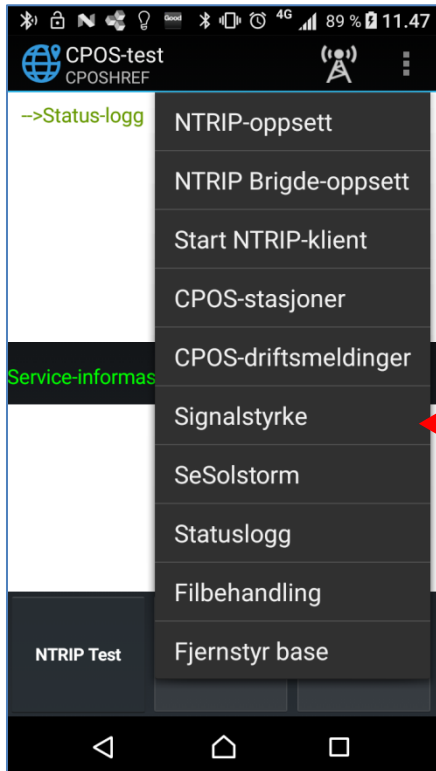 Good 4G 89 % 11.47
CPOS-test
CPOSHREF
-->Status-logg
NTRIP-oppsett
NTRIP Brigde-oppsett
Start NTRIP-klient
CPOS-stasjoner
CPOS-driftsmeldinger
Service-informas
Signalstyrke
SeSolstorm
Statuslogg
Filbehandling
NTRIP Test
Fjernstyr base